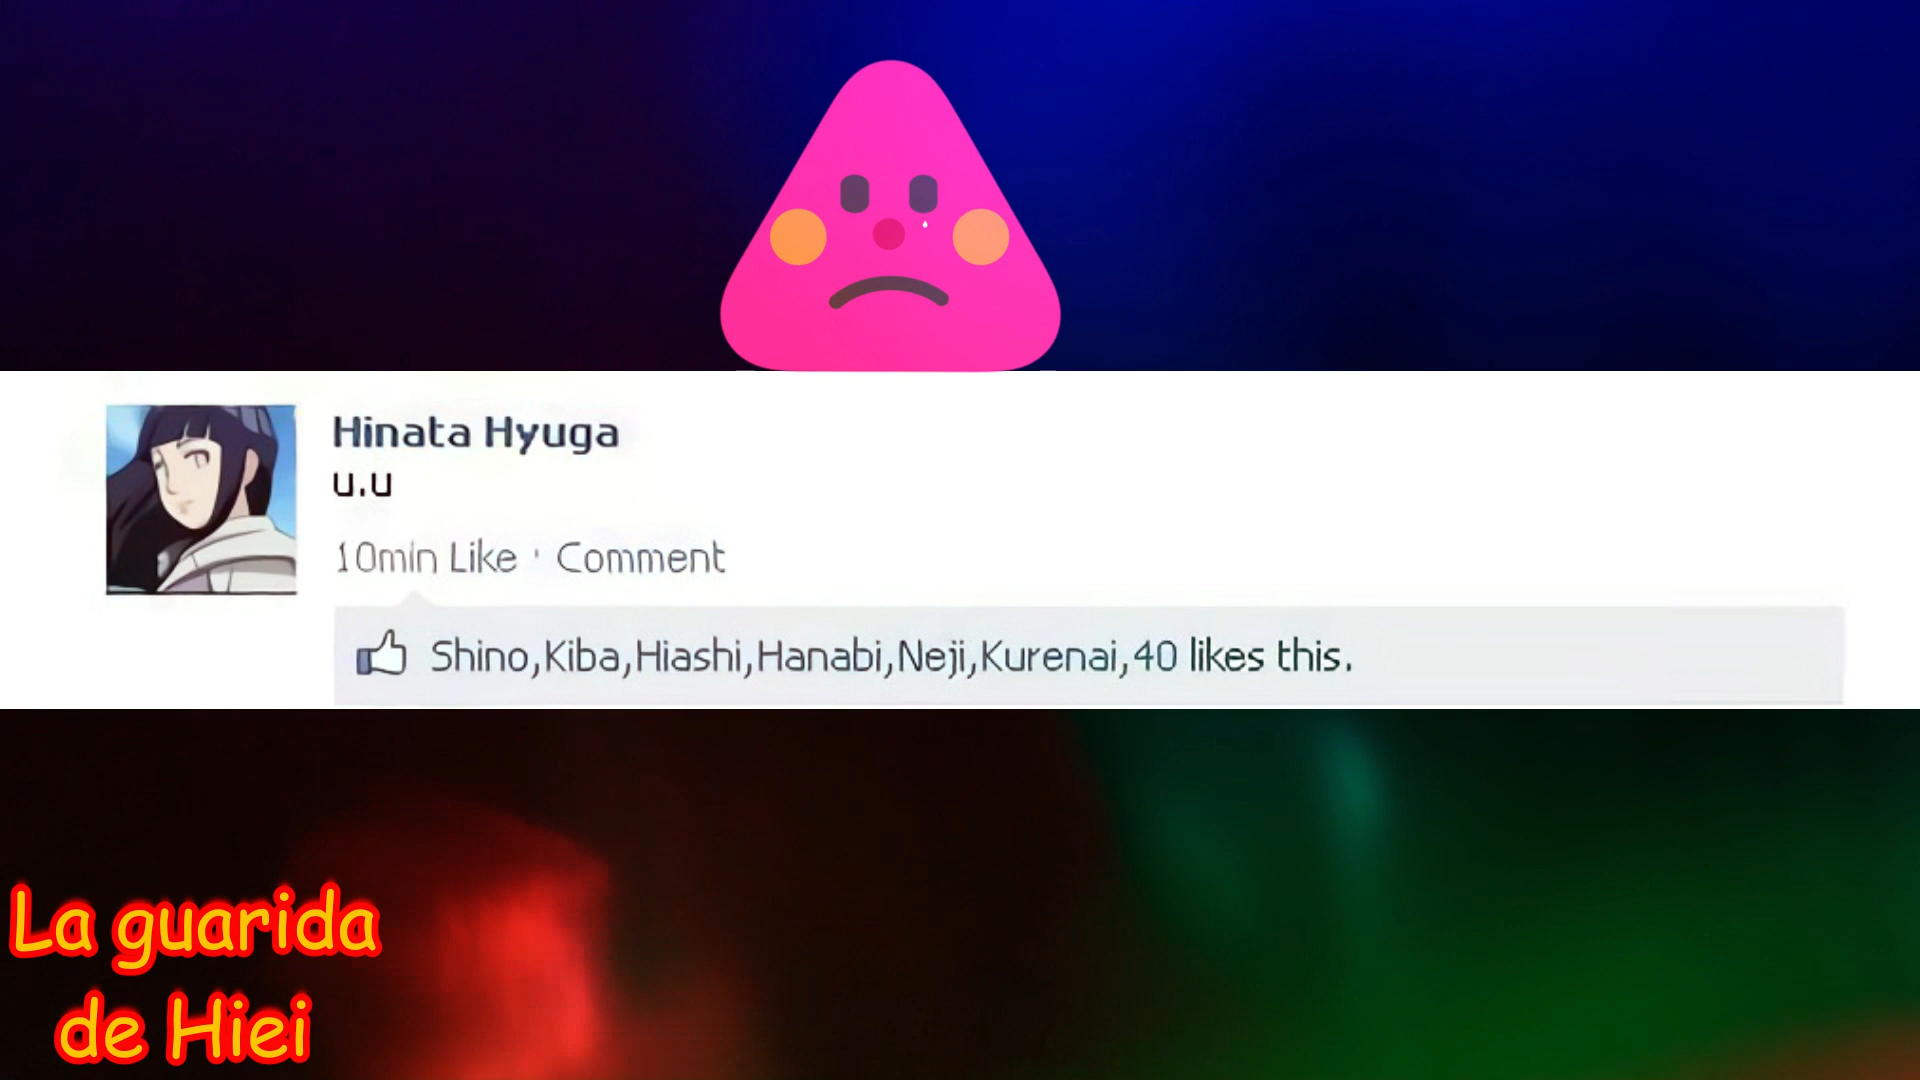 Hinata Hyuga
u.u
10min Like · Comment
Shino,Kiba,Hiashi,Hanabi,Neji,Kurenai,40 likes this.
La guarida
de Hiei